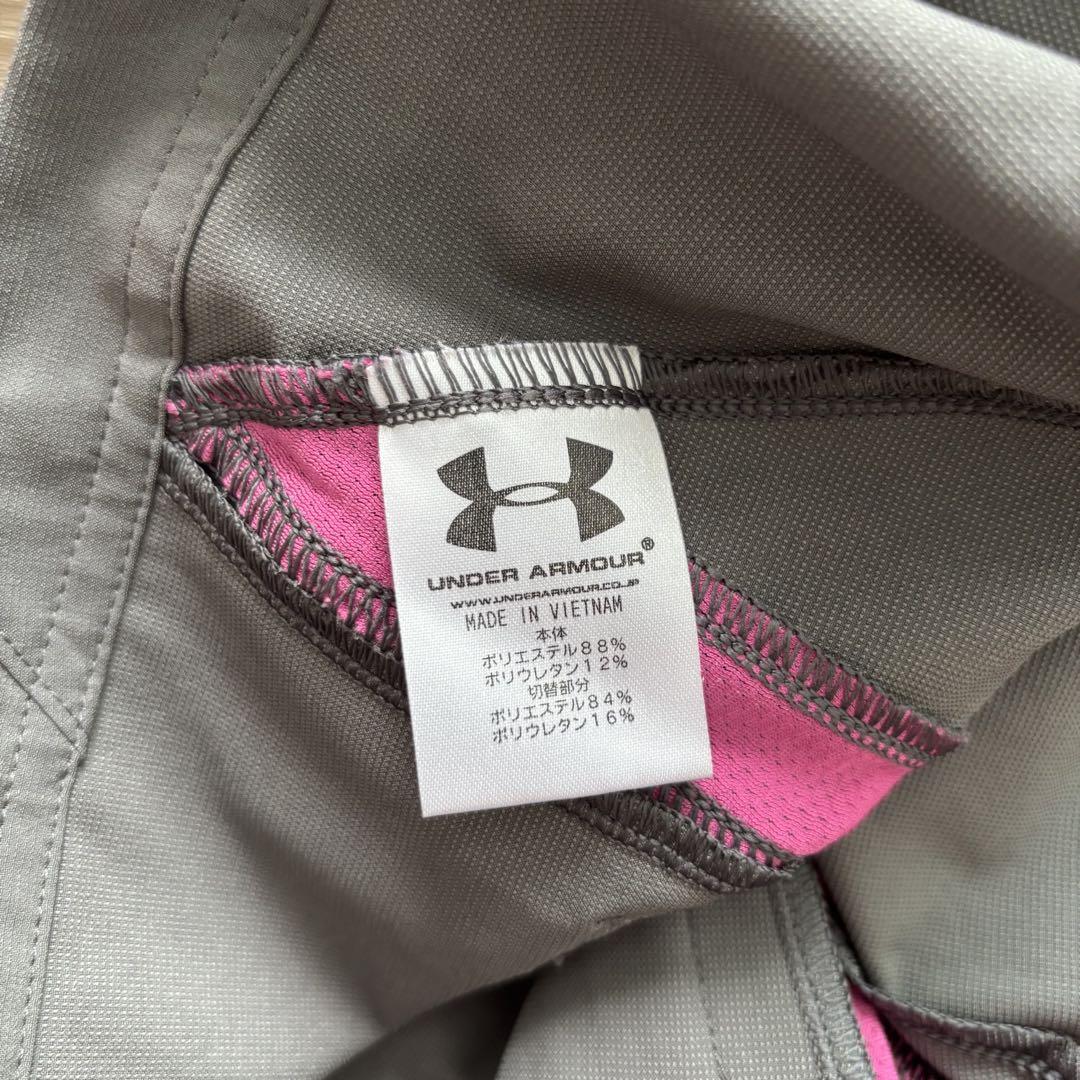 UNDER ARMOUR®
WWW.UNDERARMOUR.CO.JP
MADE IN VIETNAM
本体
ポリエステル88%
ポリウレタン12%
切替部分
ポリエステル84%
ポリウレタン16%